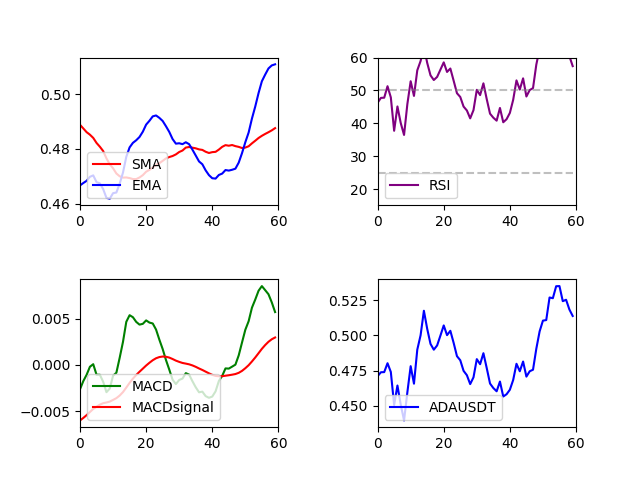 0.50
0.48
0.46
SMA
EMA
0 20 40 60
60
50
40
30
20
RSI
0 20 40 60
0.005
0.000
−0.005
MACD
MACDsignal
0 20 40 60
0.525
0.500
0.475
0.450
ADAUSDT
0 20 40 60